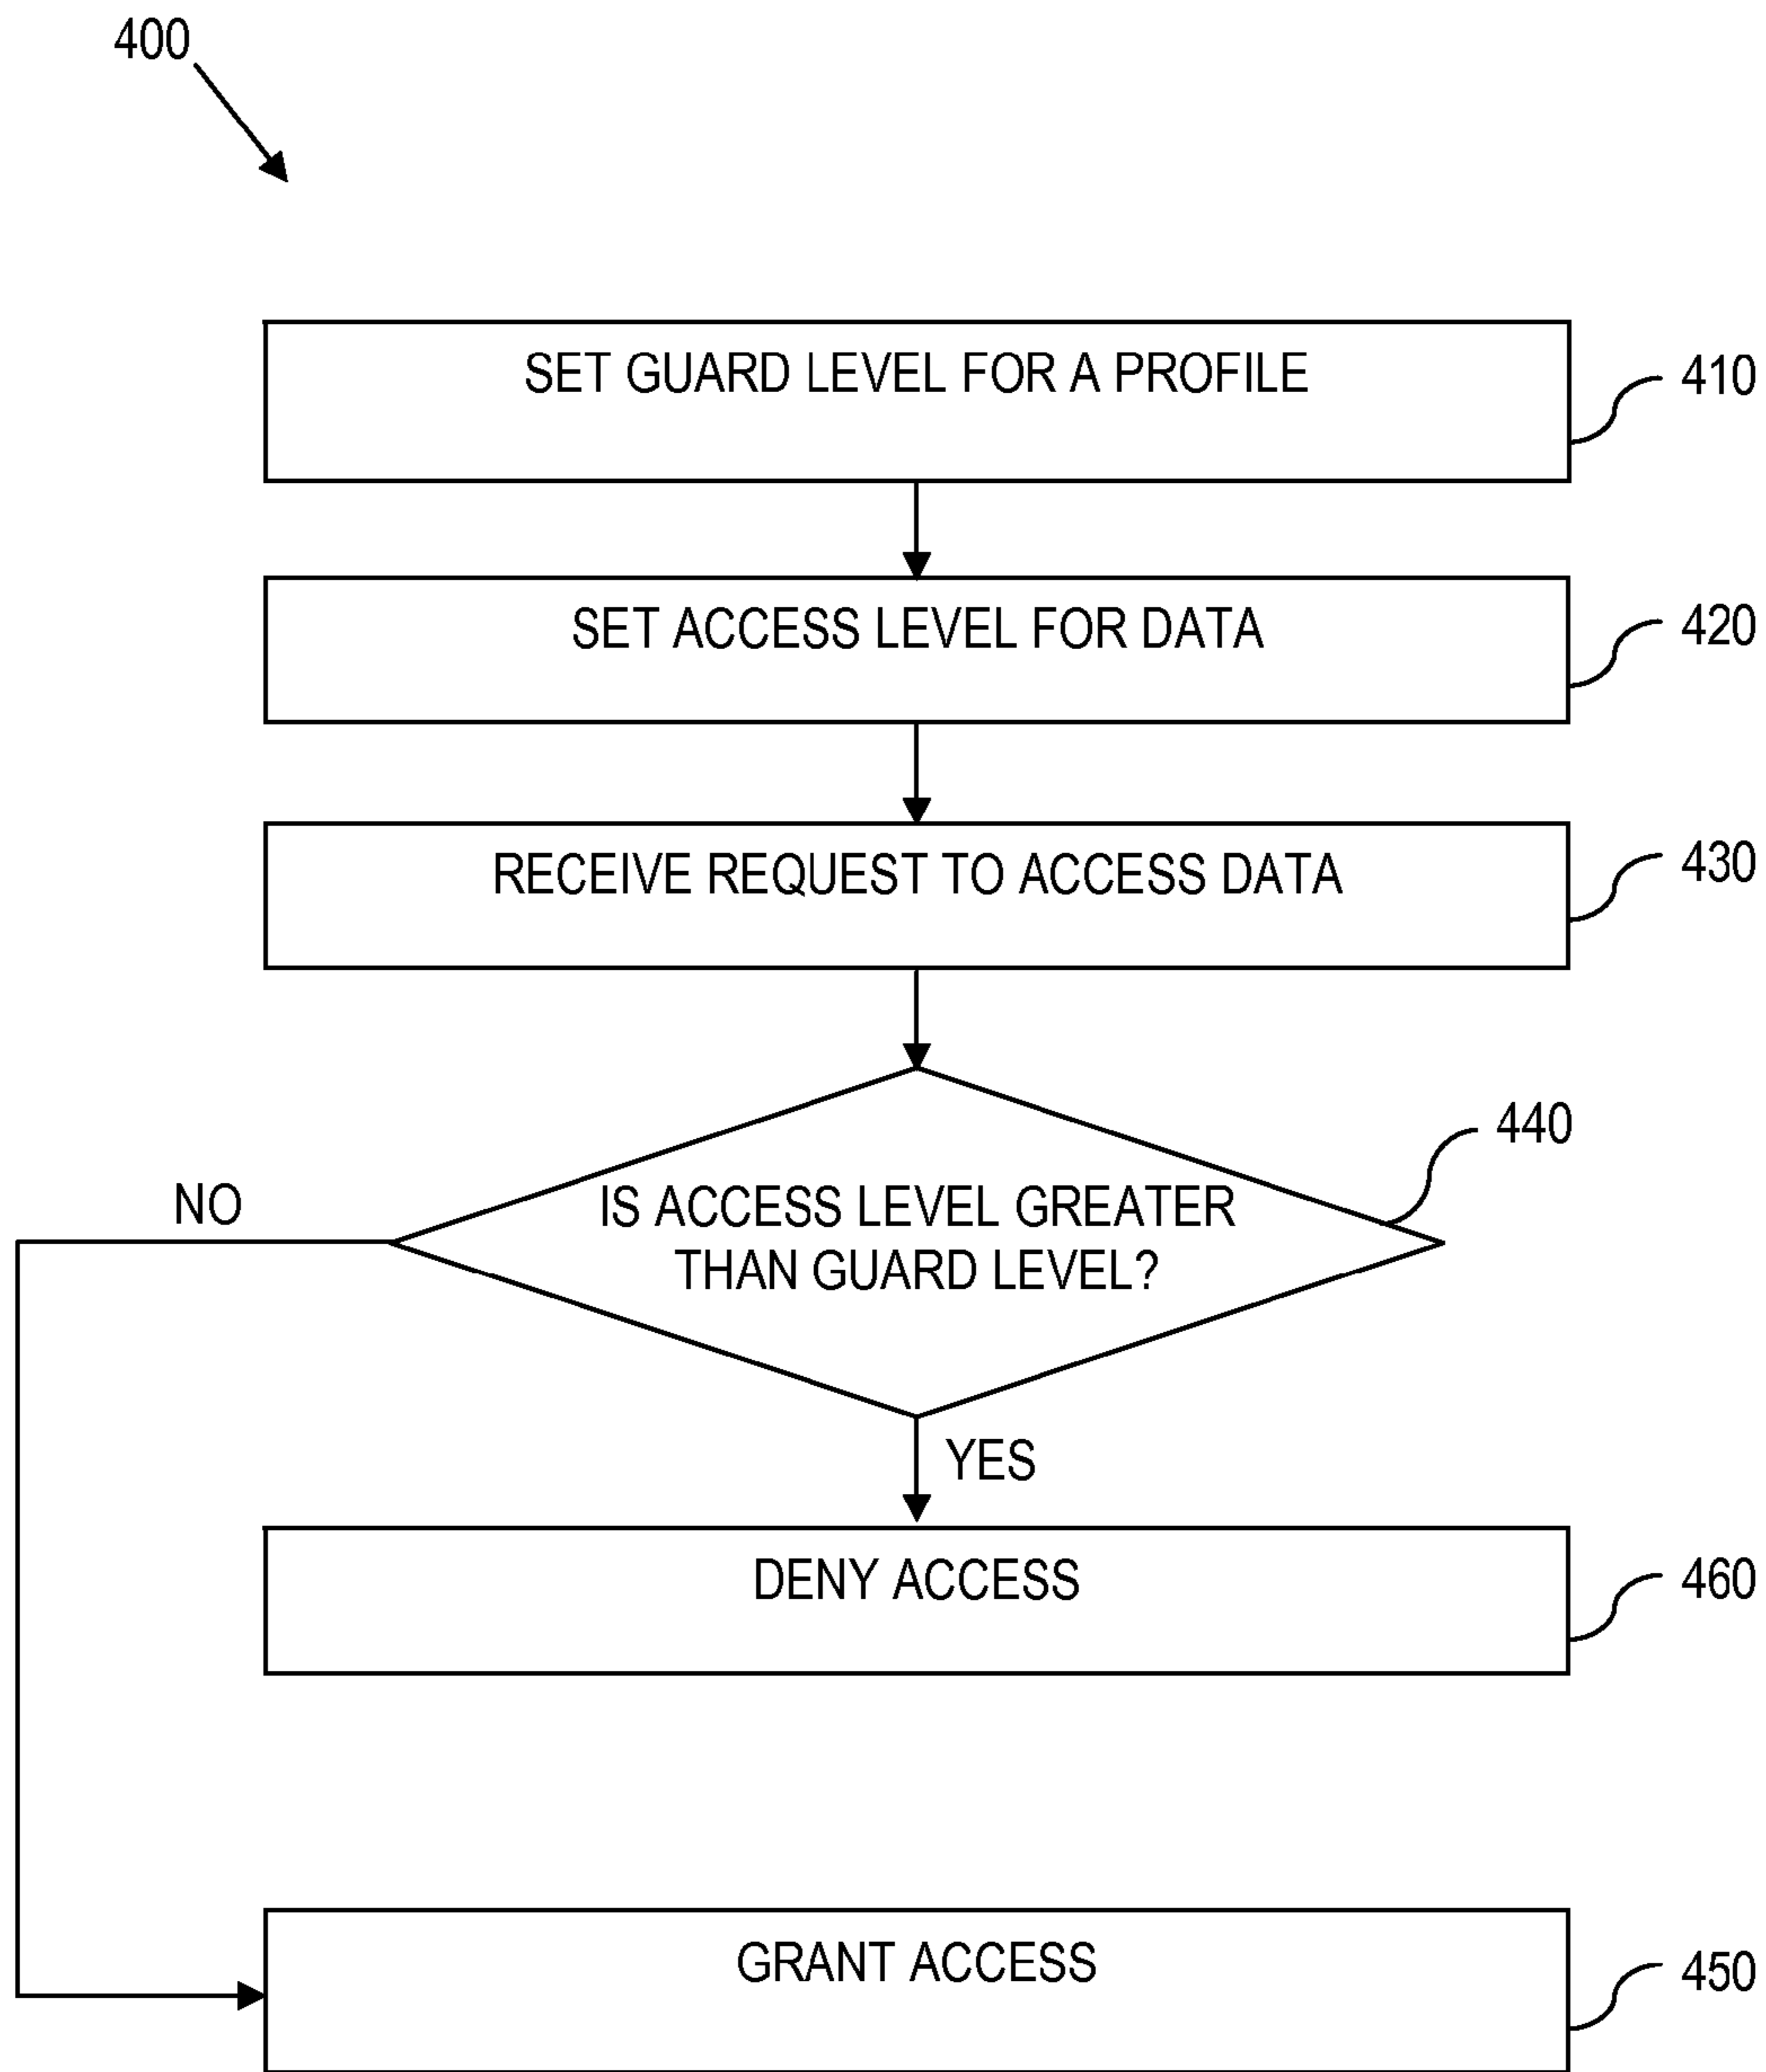 400
SET GUARD LEVEL FOR A PROFILE
410
SET ACCESS LEVEL FOR DATA
420
RECEIVE REQUEST TO ACCESS DATA
430
440
NO
IS ACCESS LEVEL GREATER
THAN GUARD LEVEL?
YES
DENY ACCESS
460
GRANT ACCESS
450